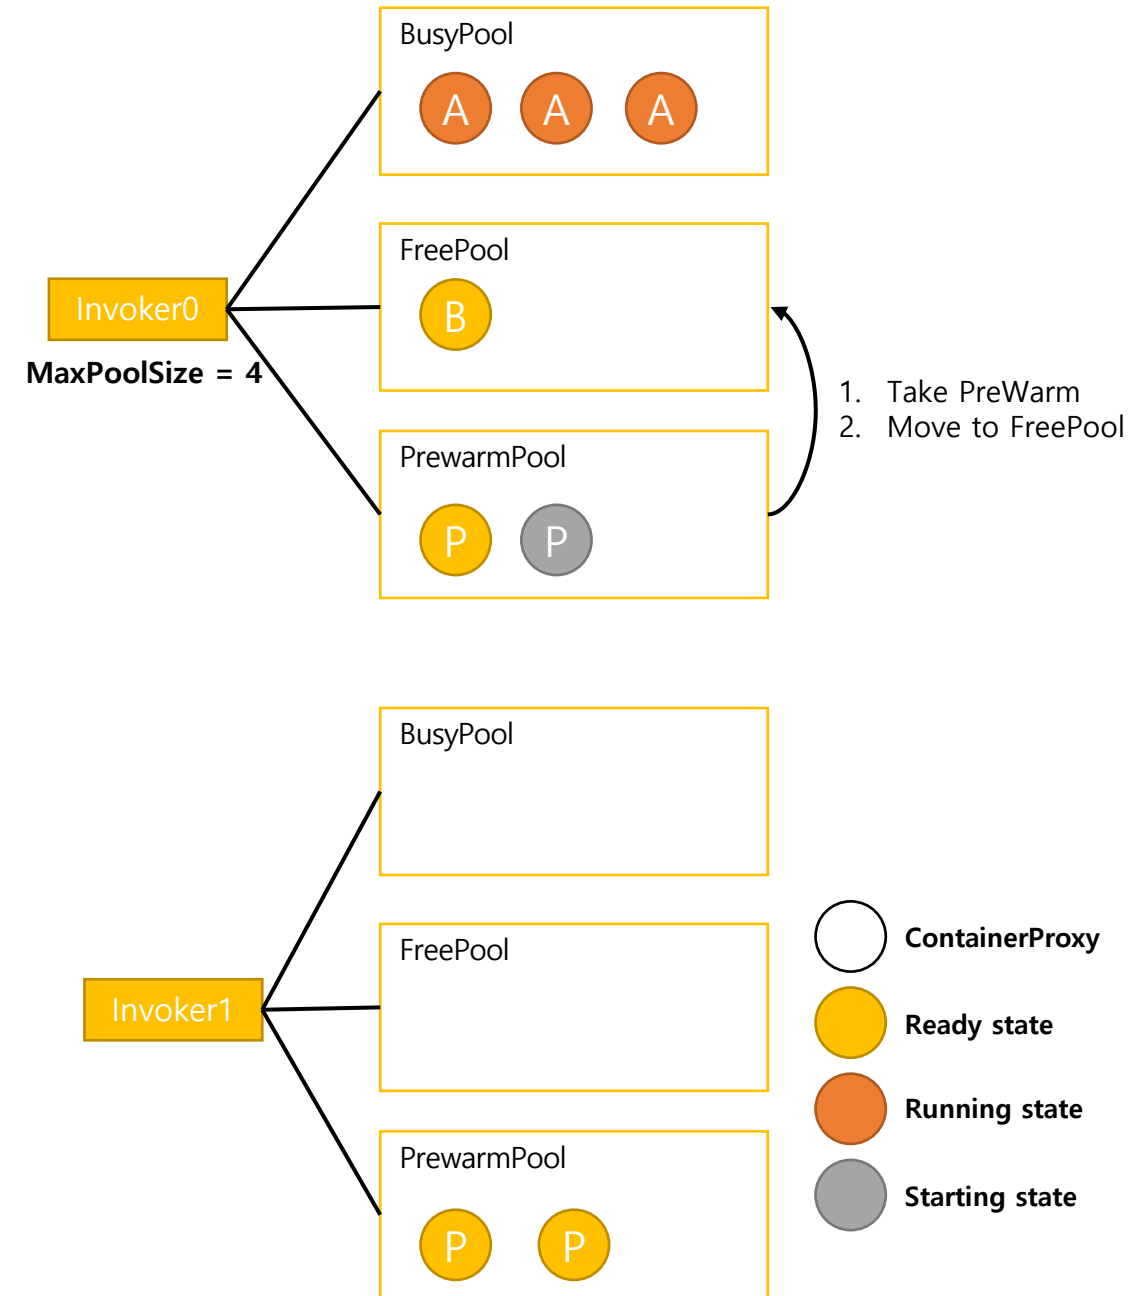 BusyPool
A A A
FreePool
B
Invoker0
MaxPoolSize = 4
1. Take PreWarm
2. Move to FreePool
PrewarmPool
P P
BusyPool
FreePool
Invoker1
PrewarmPool
P P
ContainerProxy
Ready state
Running state
Starting state